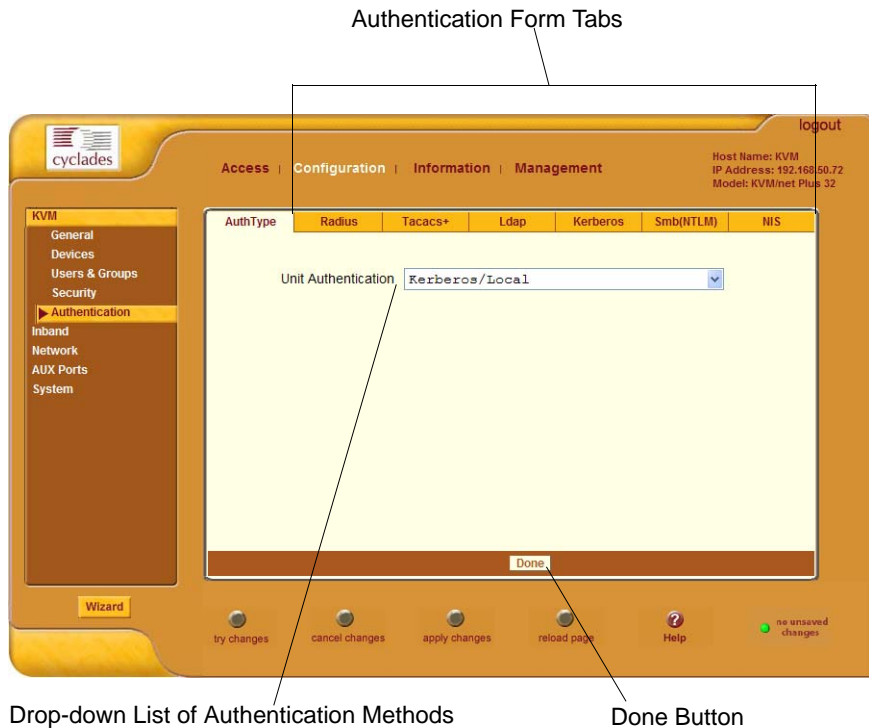 Authentication Form Tabs
logout
cyclades
Access | Configuration | Information | Management
Host Name: KVM
IP Address: 192.168.50.72
Model: KVM/net Plus 32
KVM
General
Devices
Users & Groups
Security
Authentication
Inband
Network
AUX Ports
System
AuthType Radius Tacacs+ Ldap Kerberos Smb(NTLM) NIS
Unit Authentication Kerberos/Local
Done
Wizard
try changes cancel changes apply changes reload page Help no unsaved changes
Drop-down List of Authentication Methods Done Button